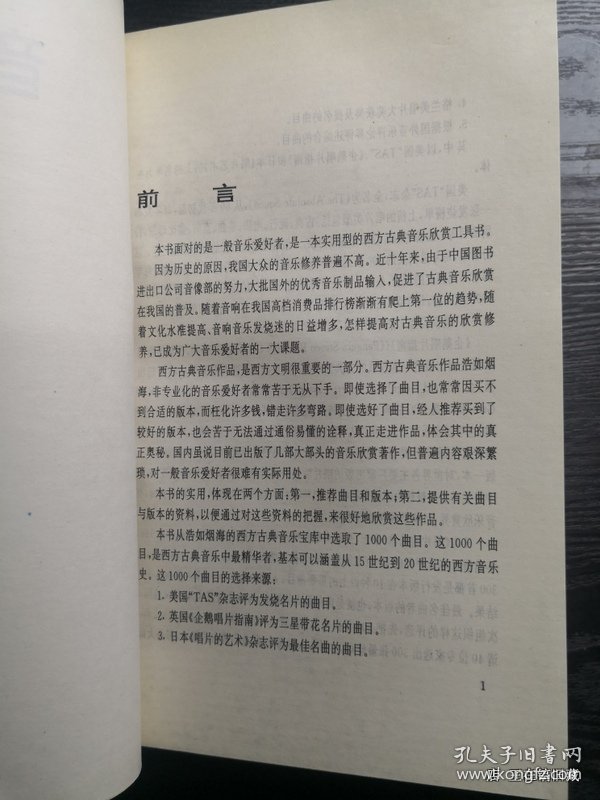 前 言
本书面对的是一般音乐爱好者，是一本实用型的西方古典音乐欣赏工具书。
因为历史的原因，我国大众的音乐修养普遍不高。近十年来，由于中国图书
进出口公司音像部的努力，大批国外的优秀音乐制品输入，促进了古典音乐欣赏
在我国的普及。随着音响在我国高档消费品排行榜渐渐有爬上第一位的趋势，随
着文化水准提高、音响音乐发烧迷的日益增多，怎样提高对古典音乐的欣赏修
养，已成为广大音乐爱好者的一大课题。
西方古典音乐作品，是西方文明很重要的一部分。西方古典音乐作品浩如烟
海，非专业化的音乐爱好者常常苦于无从下手。即使选择了曲目，也常常因买不
到合适的版本，而枉化许多钱，错走许多弯路。即使选好了曲目，经人推荐买到了
较好的版本，也会苦于无法通过通俗易懂的诠释，真正走进作品，体会其中的真
正奥秘。国内虽说目前已出版了几部大部头的音乐欣赏著作，但普遍内容艰深繁
琐，对一般音乐爱好者很难有实际用处。
本书的实用，体现在两个方面：第一，推荐曲目和版本；第二，提供有关曲目
与版本的资料，以便通过对这些资料的把握，来很好地欣赏这些作品。
本书从浩如烟海的西方古典音乐宝库中选取了1000个曲目。这1000个曲
目，是西方古典音乐中最精华者，基本可以涵盖从15世纪到20世纪的西方音乐
史。这1000个曲目的选择来源：
1. 美国“TAS”杂志评为发烧名片的曲目。
2. 英国《企鹅唱片指南》评为三星带花名片的曲目。
3. 日本《唱片的艺术》杂志评为最佳名曲的曲目。
1
孔夫子旧书网
www.kongfz.com